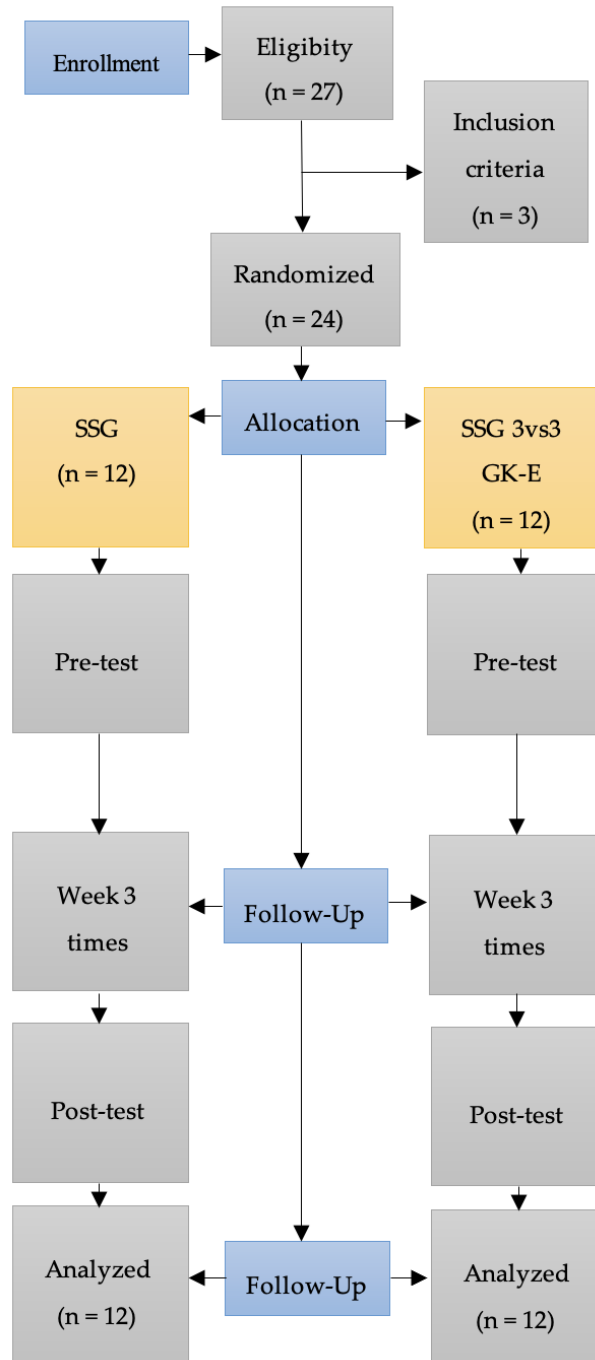 Enrollment
Eligibity
(n = 27)
Inclusion
criteria
(n = 3)
Randomized
(n = 24)
SSG
(n = 12)
Allocation
SSG 3vs3
GK-E
(n = 12)
Pre-test
Pre-test
Week 3
times
Follow-Up
Week 3
times
Post-test
Post-test
Analyzed
(n = 12)
Follow-Up
Analyzed
(n = 12)